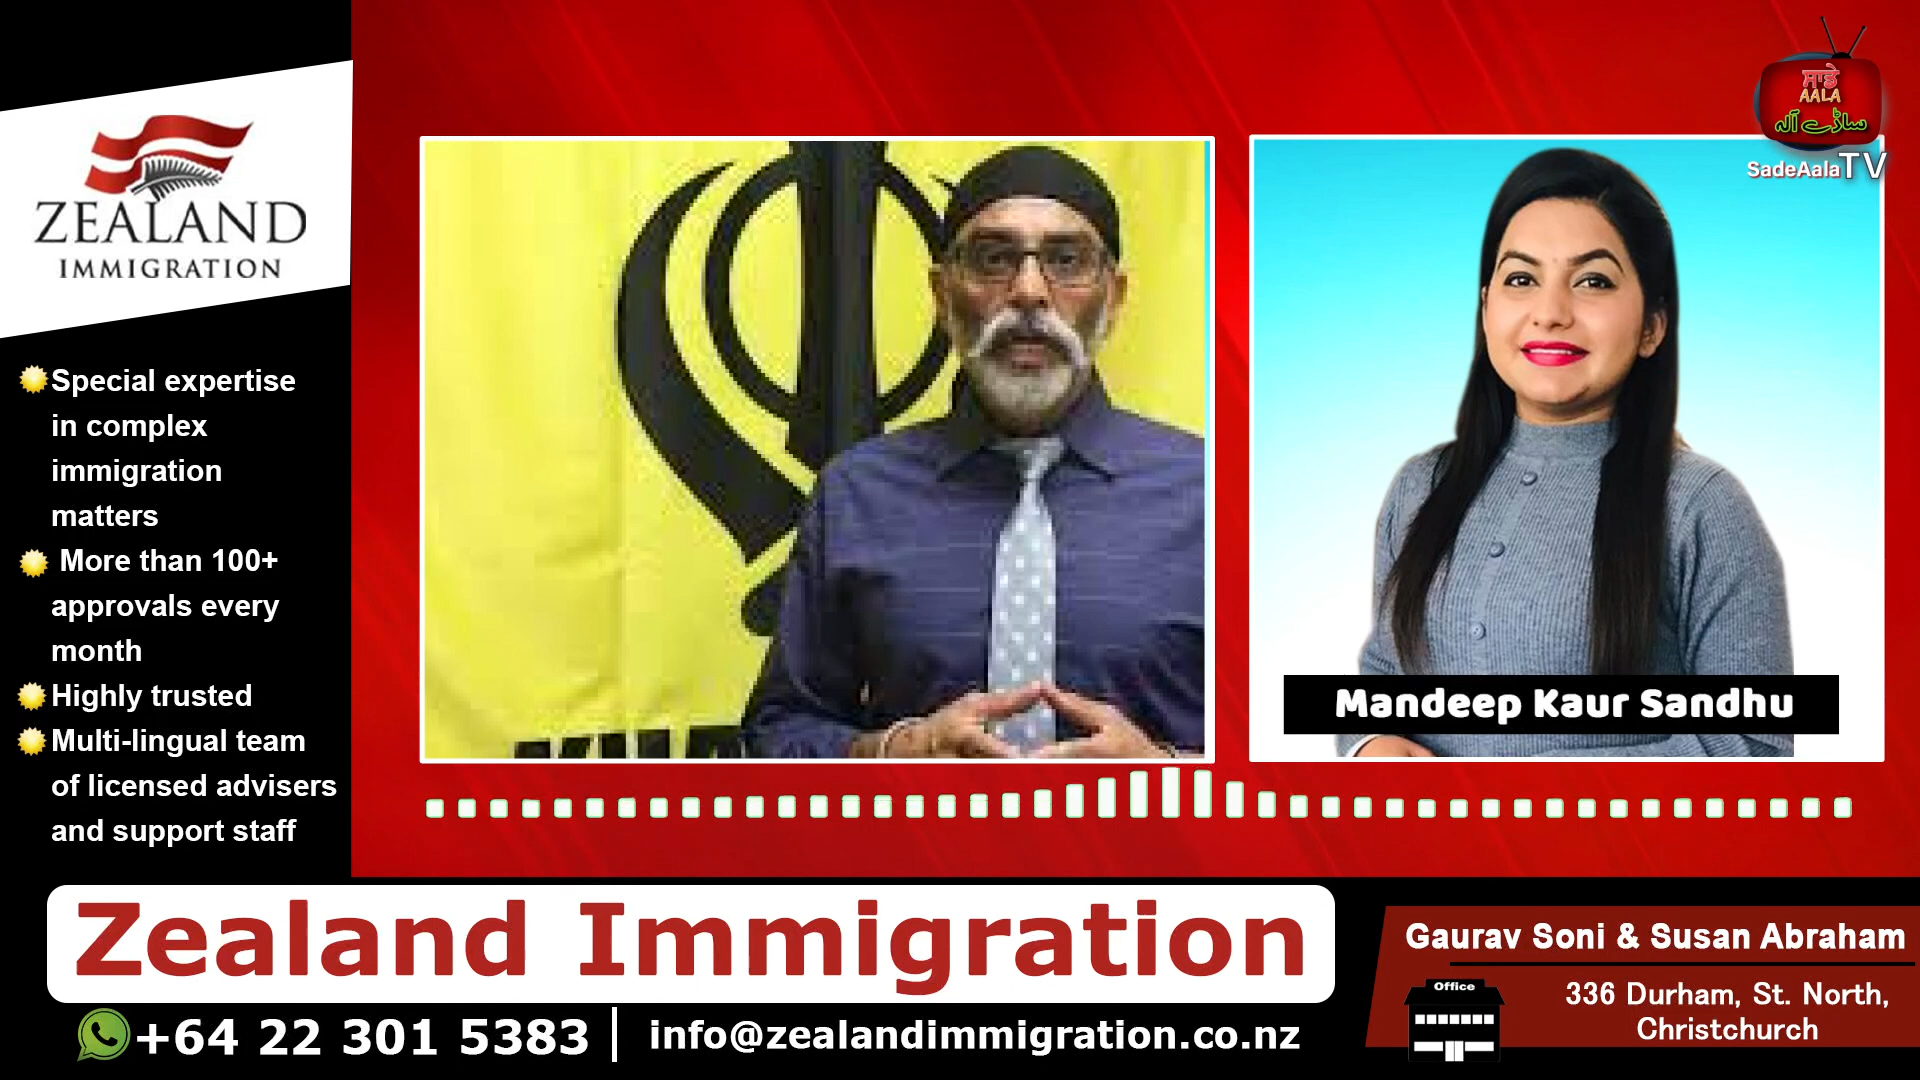 ZEALAND
IMMIGRATION
Special expertise
in complex
immigration
matters
More than 100+
approvals every
month
Highly trusted
Multi-lingual team
of licensed advisers
and support staff
ਸਾਡੇ
AALA
ساڈے آلہ
SadeAalaTV
Mandeep Kaur Sandhu
Zealand Immigration
+64 22 301 5383
info@zealandimmigration.co.nz
Gaurav Soni & Susan Abraham
Office
336 Durham, St. North,
Christchurch